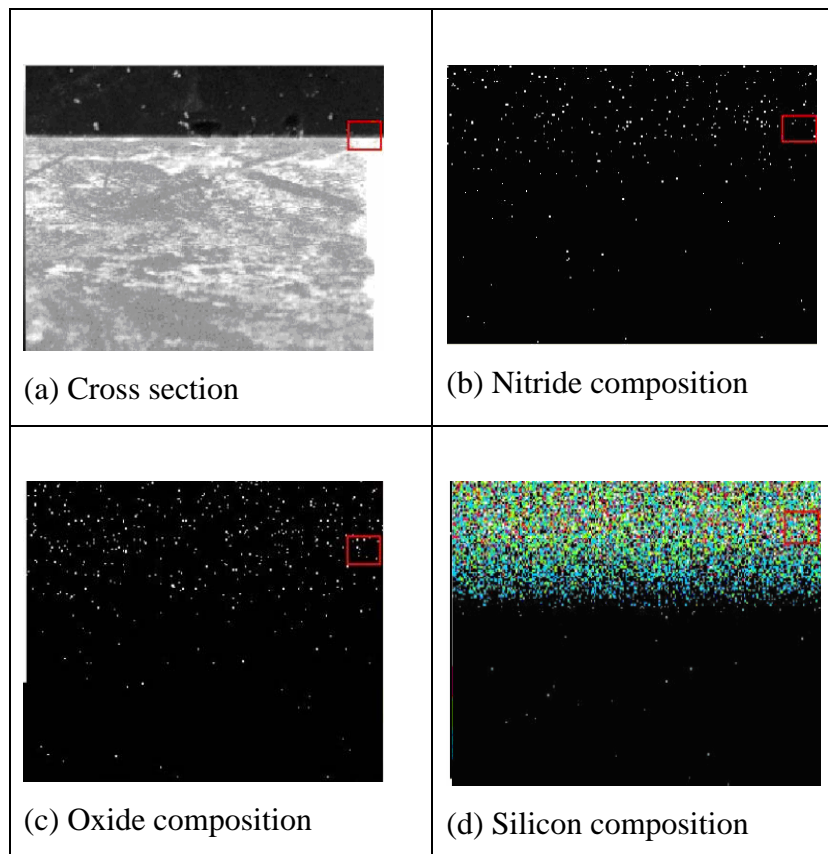 (a) Cross section
(b) Nitride composition
(c) Oxide composition
(d) Silicon composition